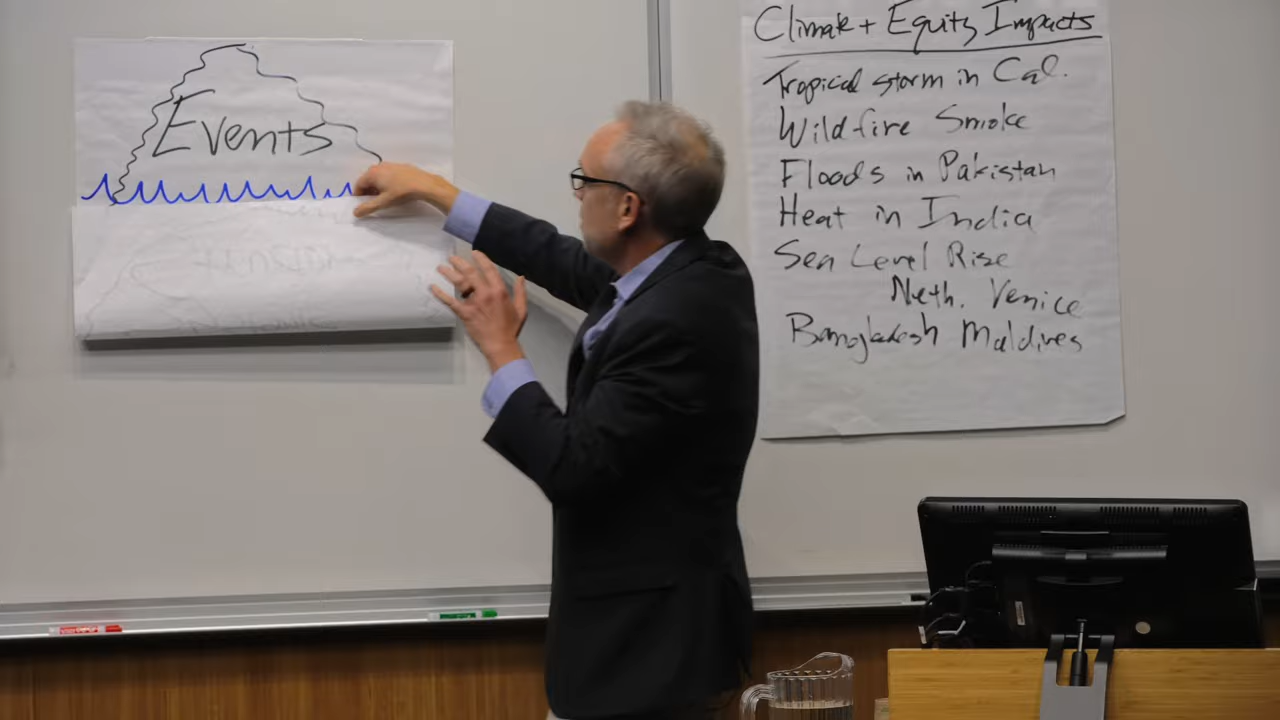 Events
Climate + Equity Impacts
Tropical storm in Cal.
Wildfire Smoke
Floods in Pakistan
Heat in India
Sea Level Rise
Neth. Venice
Bangladesh Maldives